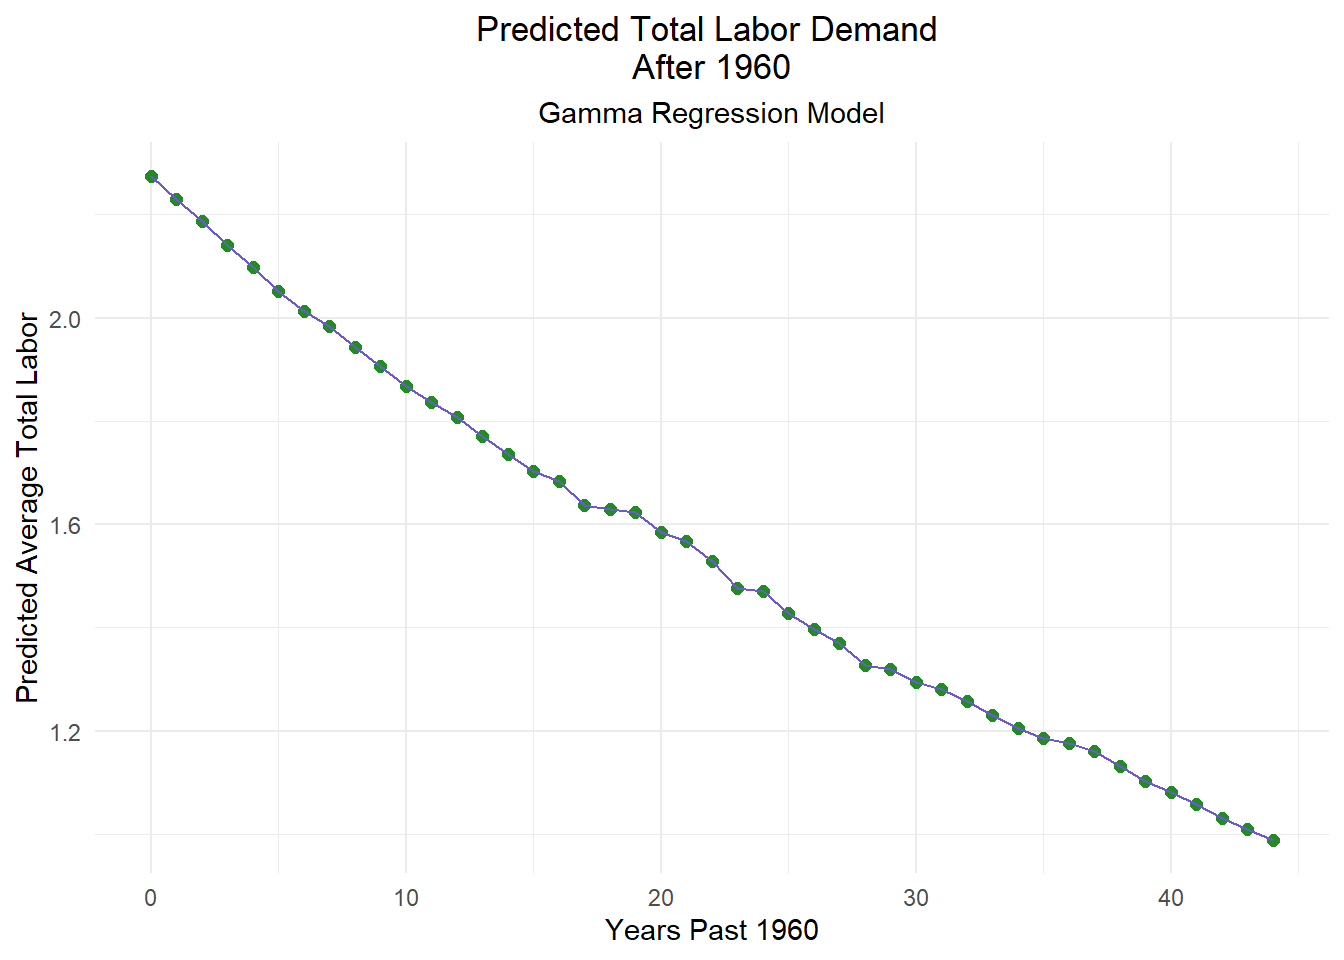 Predicted Total Labor Demand
After 1960
Gamma Regression Model
Predicted Average Total Labor
2.0
1.6
1.2
0
10
20
30
40
Years Past 1960